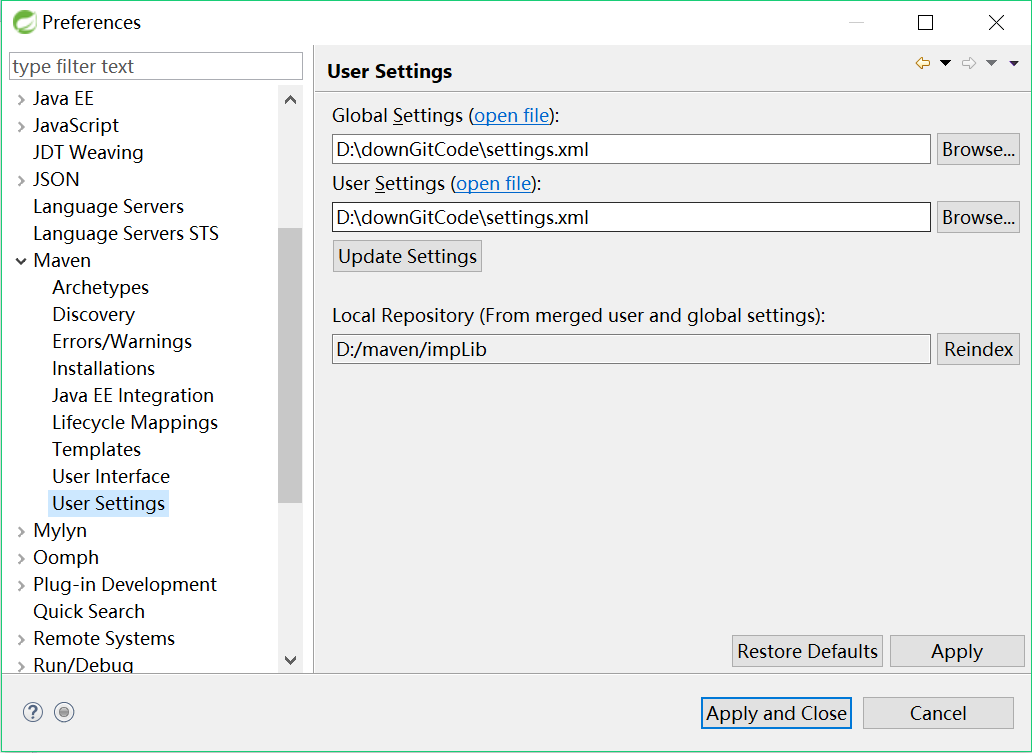 Preferences
type filter text
Java EE
JavaScript
JDT Weaving
JSON
Language Servers
Language Servers STS
Maven
Archetypes
Discovery
Errors/Warnings
Installations
Java EE Integration
Lifecycle Mappings
Templates
User Interface
User Settings
Mylyn
Oomph
Plug-in Development
Quick Search
Remote Systems
Run/Debug
User Settings
Global Settings (open file):
D:\downGitCode\settings.xml Browse...
User Settings (open file):
D:\downGitCode\settings.xml Browse...
Update Settings
Local Repository (From merged user and global settings):
D:/maven/impLib Reindex
Restore Defaults Apply
? Apply and Close Cancel